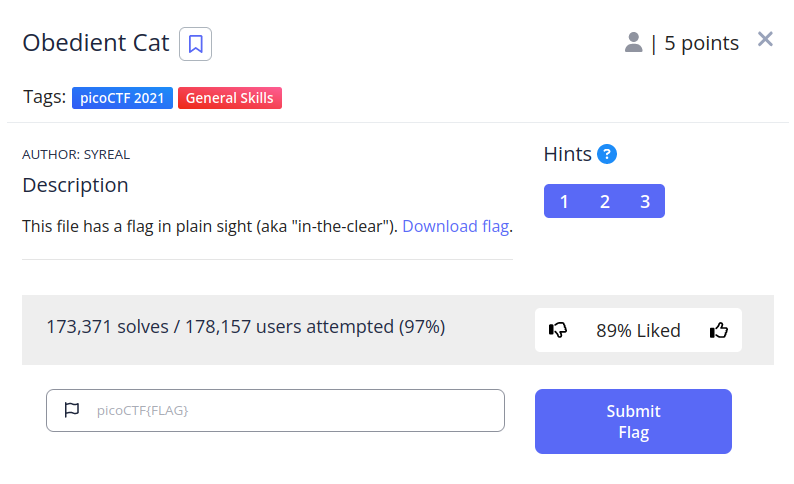 Obedient Cat
| 5 points
Tags: picoCTF 2021 General Skills
AUTHOR: SYREAL
Hints ?
Description
1 2 3
This file has a flag in plain sight (aka "in-the-clear"). Download flag.
173,371 solves / 178,157 users attempted (97%)
89% Liked
picoCTF{FLAG}
Submit
Flag